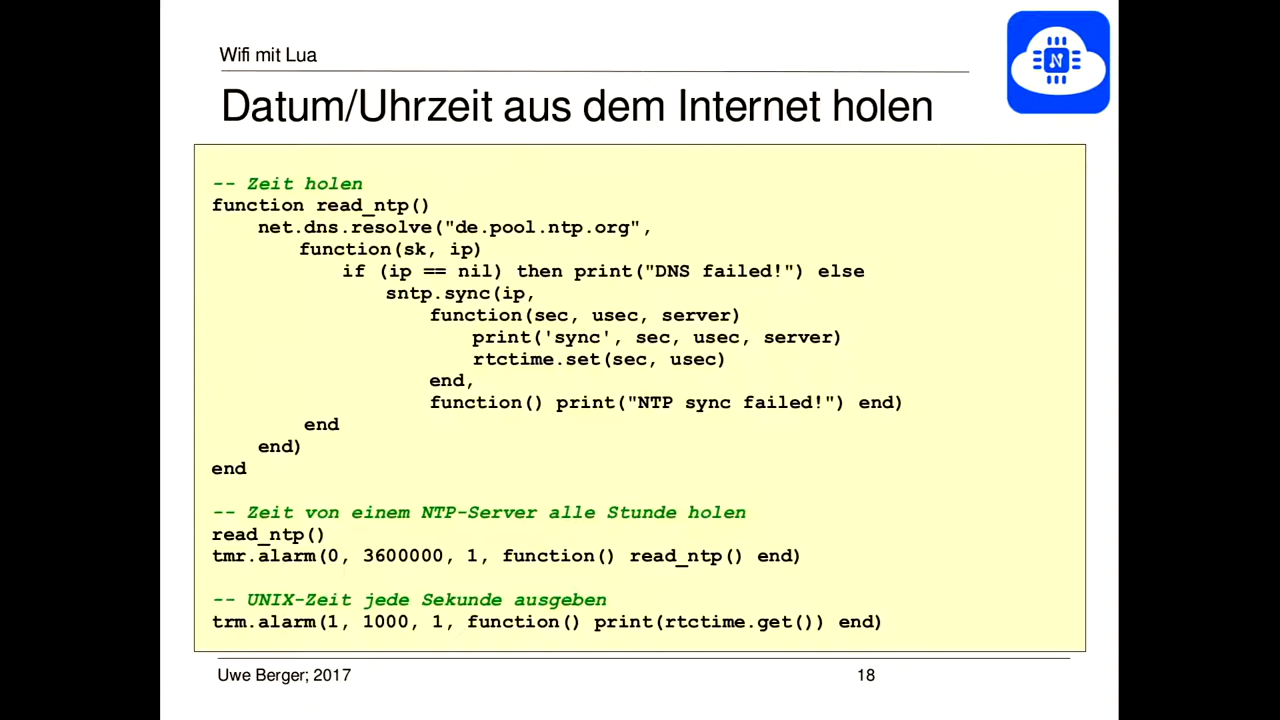 Wifi mit Lua
N
Datum/Uhrzeit aus dem Internet holen
-- Zeit holen
function read_ntp()
    net.dns.resolve("de.pool.ntp.org",
        function(sk, ip)
            if (ip == nil) then print("DNS failed!") else
                sntp.sync(ip,
                    function(sec, usec, server)
                        print('sync', sec, usec, server)
                        rtctime.set(sec, usec)
                    end,
                    function() print("NTP sync failed!") end)
        end
    end)
end
-- Zeit von einem NTP-Server alle Stunde holen
read_ntp()
tmr.alarm(0, 3600000, 1, function() read_ntp() end)
-- UNIX-Zeit jede Sekunde ausgeben
trm.alarm(1, 1000, 1, function() print(rtctime.get()) end)
Uwe Berger; 2017 18